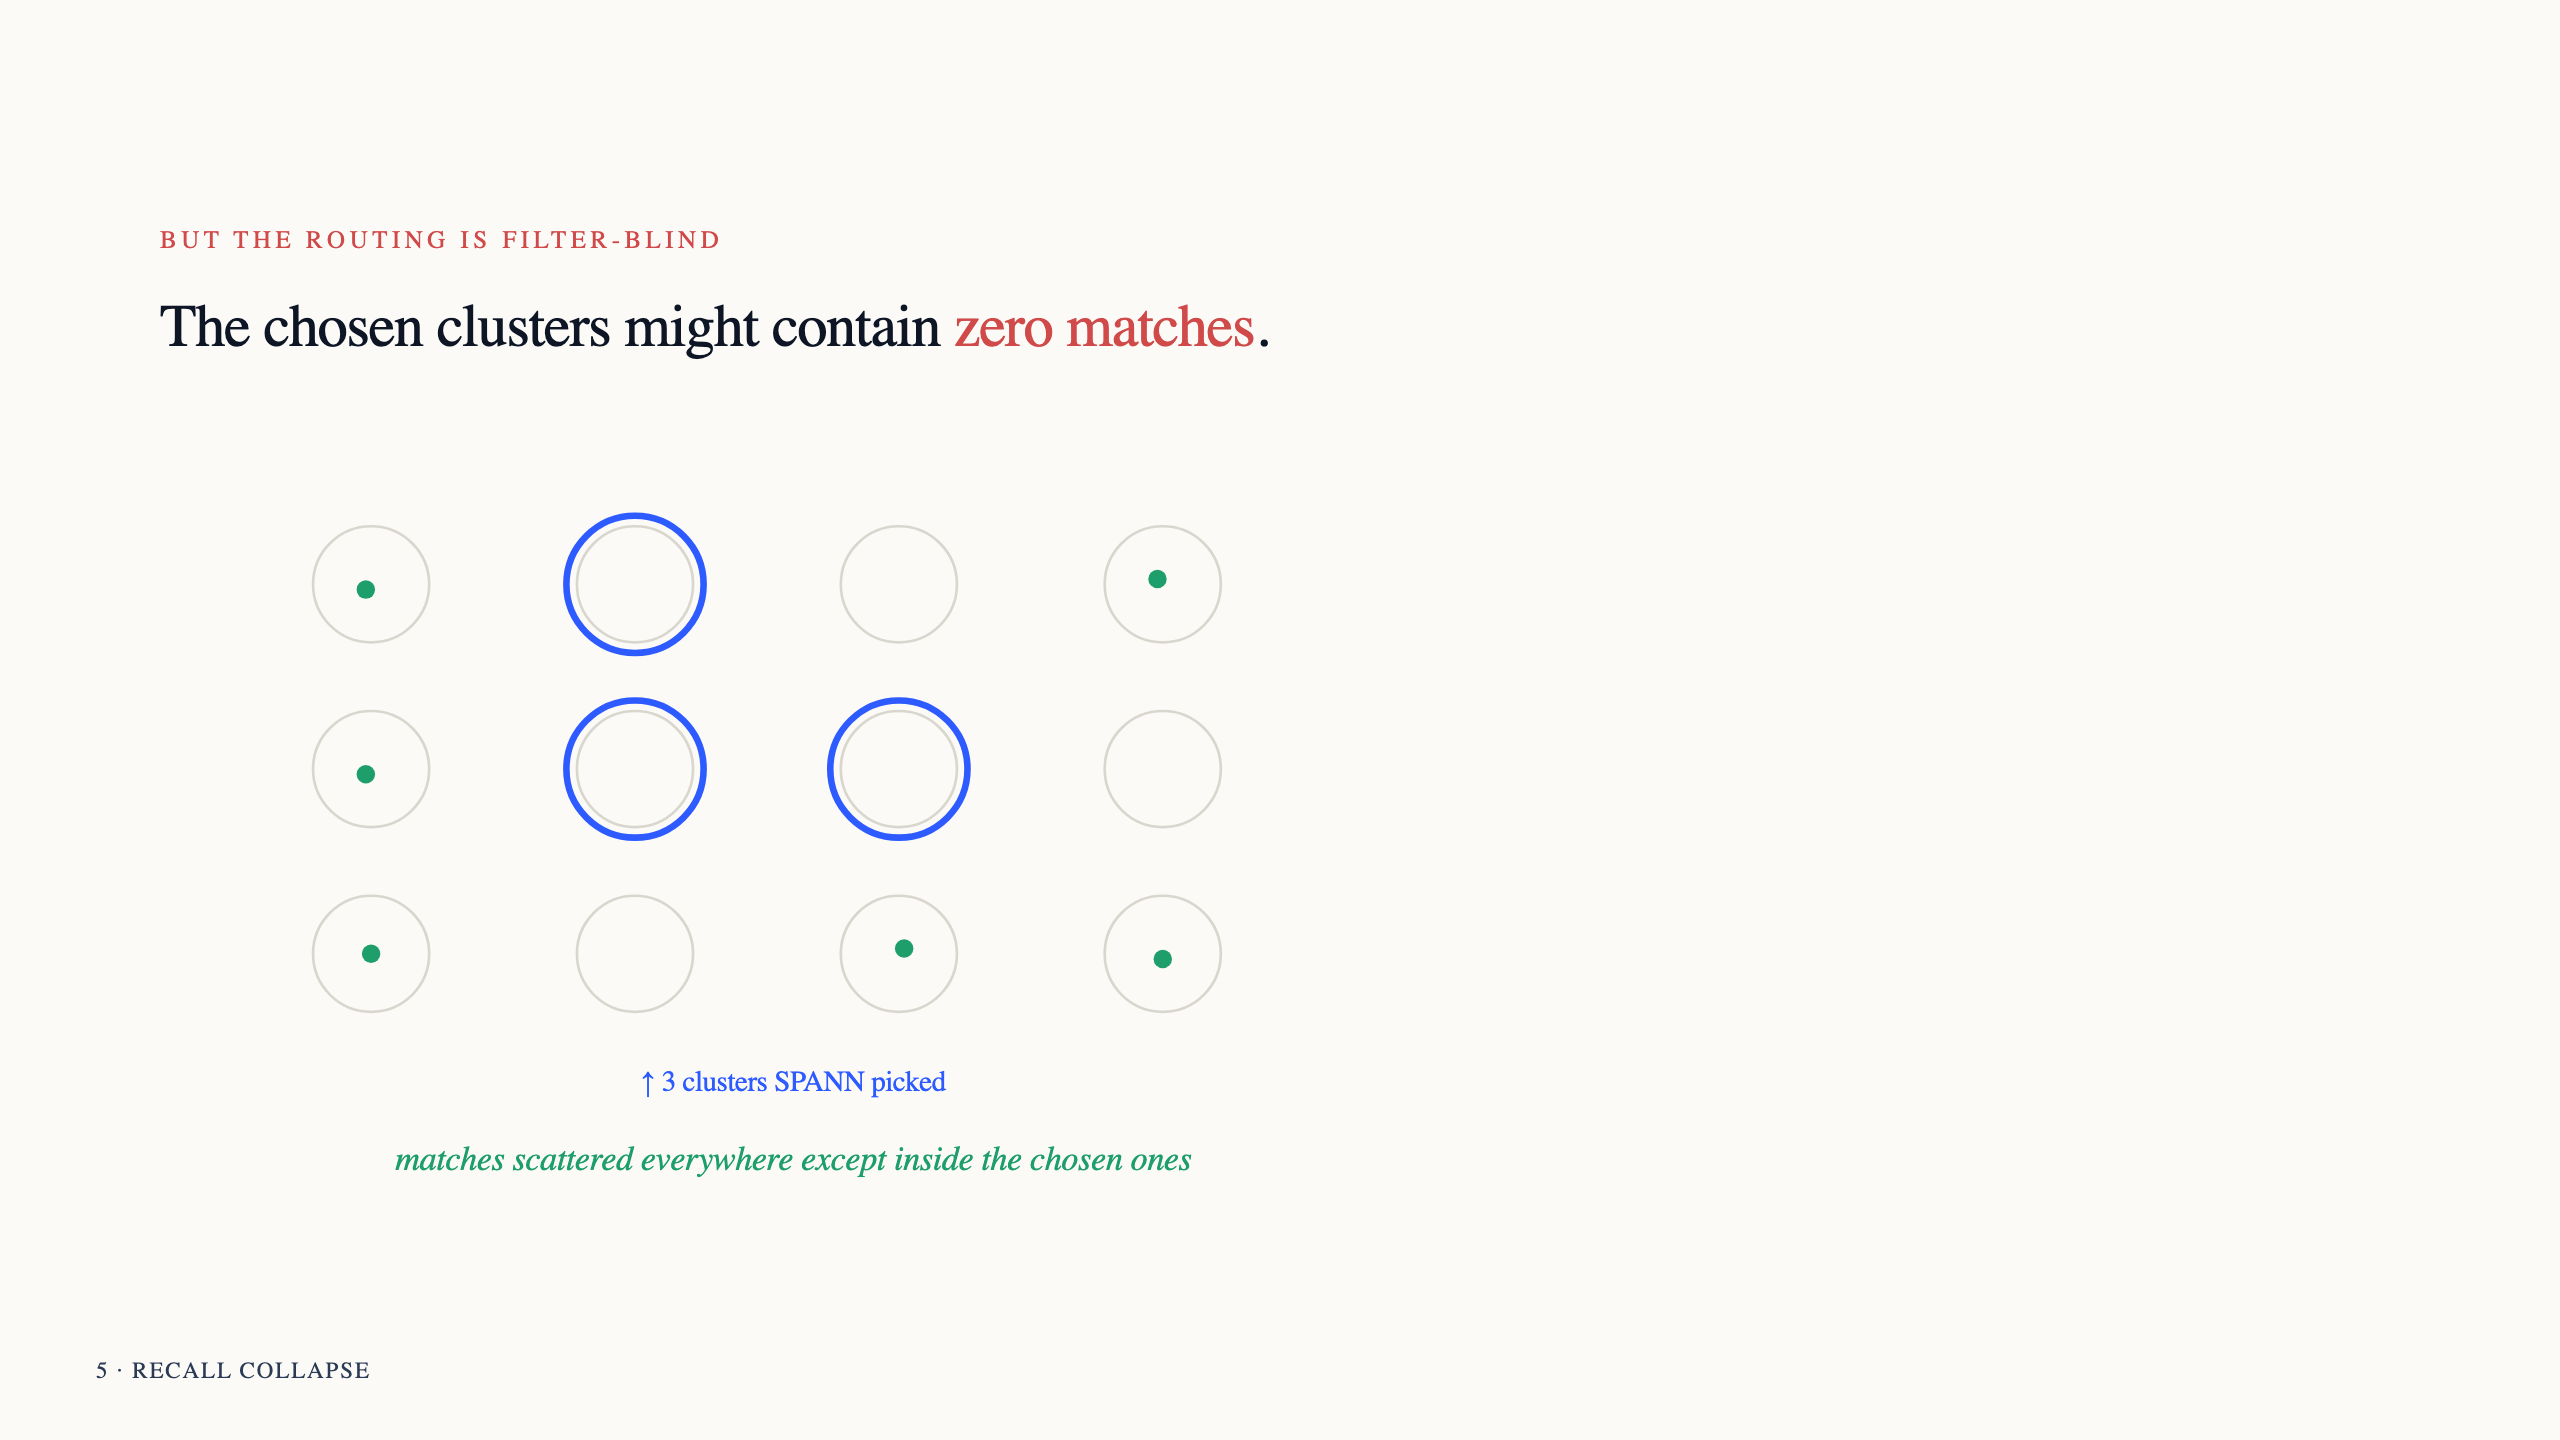 BUT THE ROUTING IS FILTER-BLIND
The chosen clusters might contain zero matches.
↑ 3 clusters SPANN picked
matches scattered everywhere except inside the chosen ones
5 · RECALL COLLAPSE